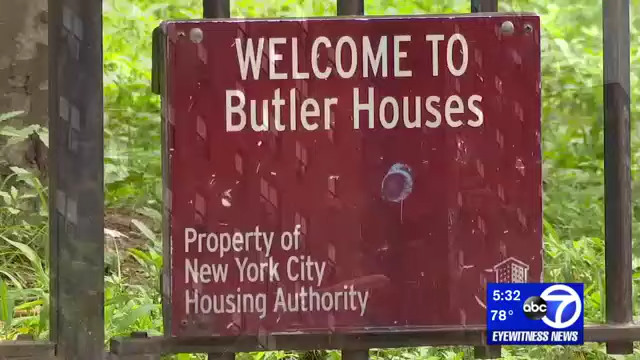 WELCOME TO
Butler Houses
Property of
New York City
Housing Authority
5:32
78°
abc 7
EYEWITNESS NEWS